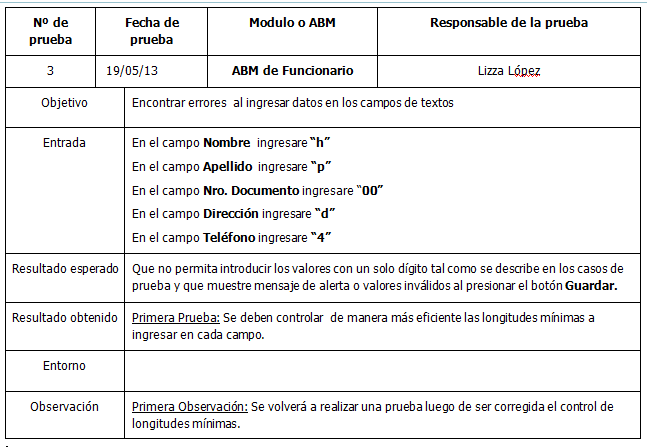 Nº de prueba
Fecha de prueba
Modulo o ABM
Responsable de la prueba
3
19/05/13
ABM de Funcionario
Lizza López
Objetivo
Encontrar errores  al ingresar datos en los campos de textos
Entrada
En el campo Nombre  ingresare “h”
En el campo Apellido  ingresare “p”
En el campo Nro. Documento ingresare “00”
En el campo Dirección ingresare “d”
En el campo Teléfono ingresare “4”
Resultado esperado
Que no permita introducir los valores con un solo dígito tal como se describe en los casos de
prueba y que muestre mensaje de alerta o valores inválidos al presionar el botón Guardar.
Resultado obtenido
Primera Prueba: Se deben controlar  de manera más eficiente las longitudes mínimas a
ingresar en cada campo.
Entorno
Observación
Primera Observación: Se volverá a realizar una prueba luego de ser corregida el control de
longitudes mínimas.